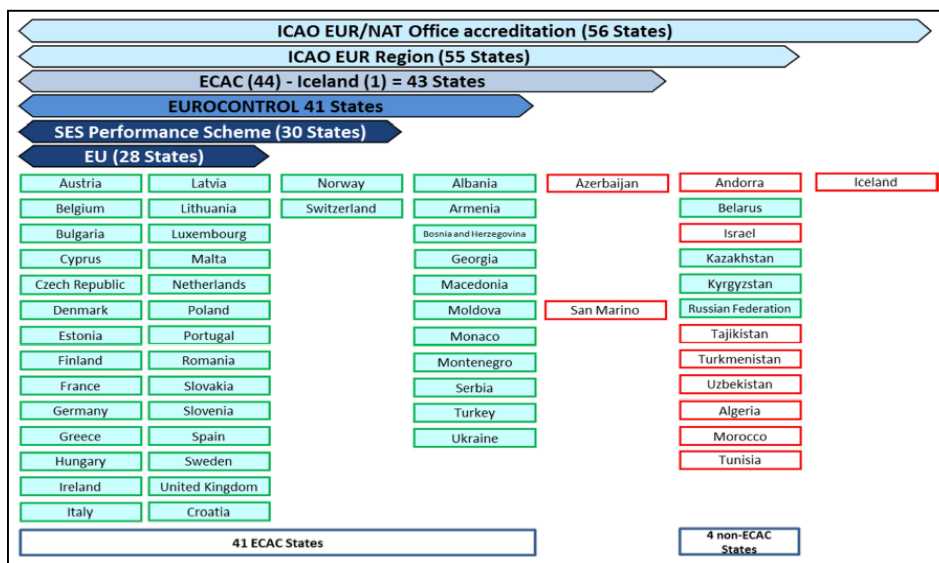 ICAO EUR/NAT Office accreditation (56 States)
ICAO EUR Region (55 States)
ECAC (44) - Iceland (1) = 43 States
EUROCONTROL 41 States
SES Performance Scheme (30 States)
EU (28 States)
Austria Latvia Norway Albania Azerbaijan Andorra Iceland
Belgium Lithuania Switzerland Armenia Belarus
Bulgaria Luxembourg Bosnia and Herzegovina Israel
Cyprus Malta Georgia Kazakhstan
Czech Republic Netherlands Macedonia Kyrgyzstan
Denmark Poland Moldova San Marino Russian Federation
Estonia Portugal Monaco Tajikistan
Finland Romania Montenegro Turkmenistan
France Slovakia Serbia Uzbekistan
Germany Slovenia Turkey Algeria
Greece Spain Ukraine Morocco
Hungary Sweden Tunisia
Ireland United Kingdom
Italy Croatia
41 ECAC States
4 non-ECAC
States